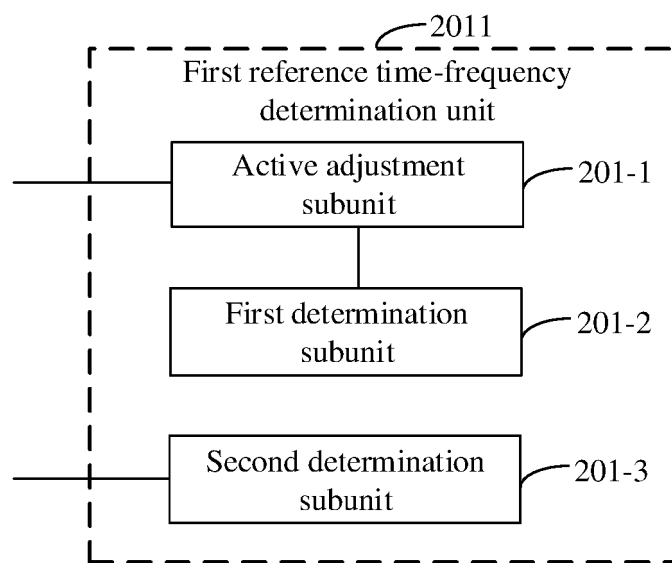 2011
First reference time-frequency
determination unit
Active adjustment
subunit
201-1
First determination
subunit
201-2
Second determination
subunit
201-3